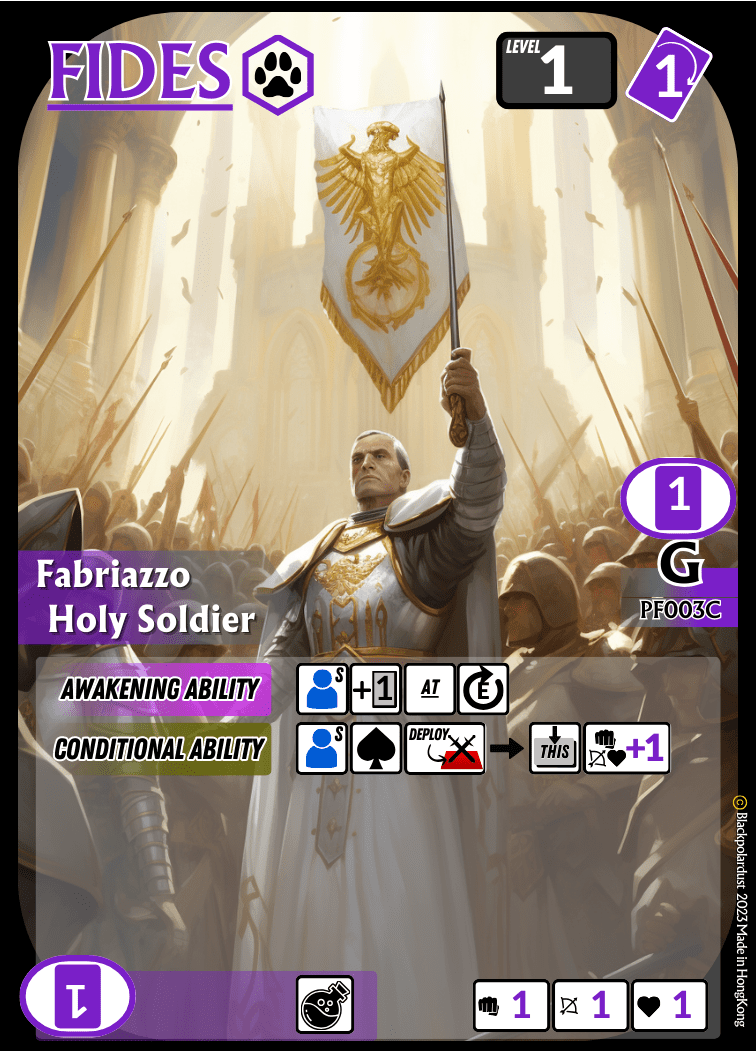 FIDES
LEVEL
1
1
1
Fabriazzo
Holy Soldier
G
PF003C
AWAKENING ABILITY
S
+1
AT
E
CONDITIONAL ABILITY
S
DEPLOY
THIS
+1
1
1
1
1
© Blackpolardust 2023 Made in HongKong